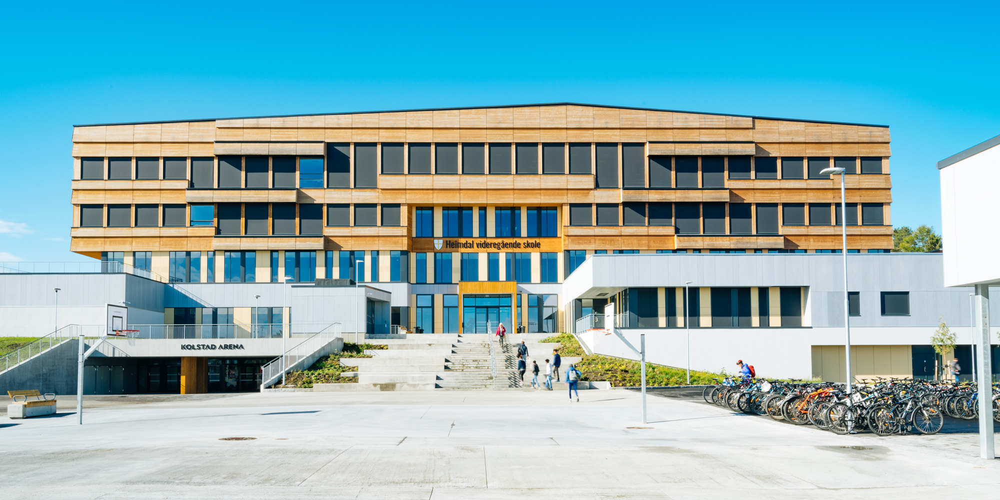 Heimdal videregående skole
KOLSTAD ARENA